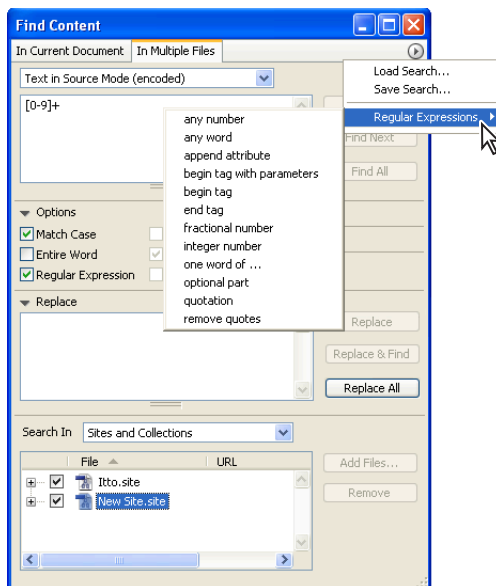 Find Content
In Current Document
In Multiple Files
Load Search...
Save Search...
Regular Expressions
Text in Source Mode (encoded)
[0-9]+
Find Next
Find All
any number
any word
append attribute
begin tag with parameters
begin tag
end tag
fractional number
integer number
one word of ...
optional part
quotation
remove quotes
Options
Match Case
Entire Word
Regular Expression
Replace
Replace
Replace & Find
Replace All
Search In
Sites and Collections
File
URL
Itto.site
New Site.site
Add Files...
Remove